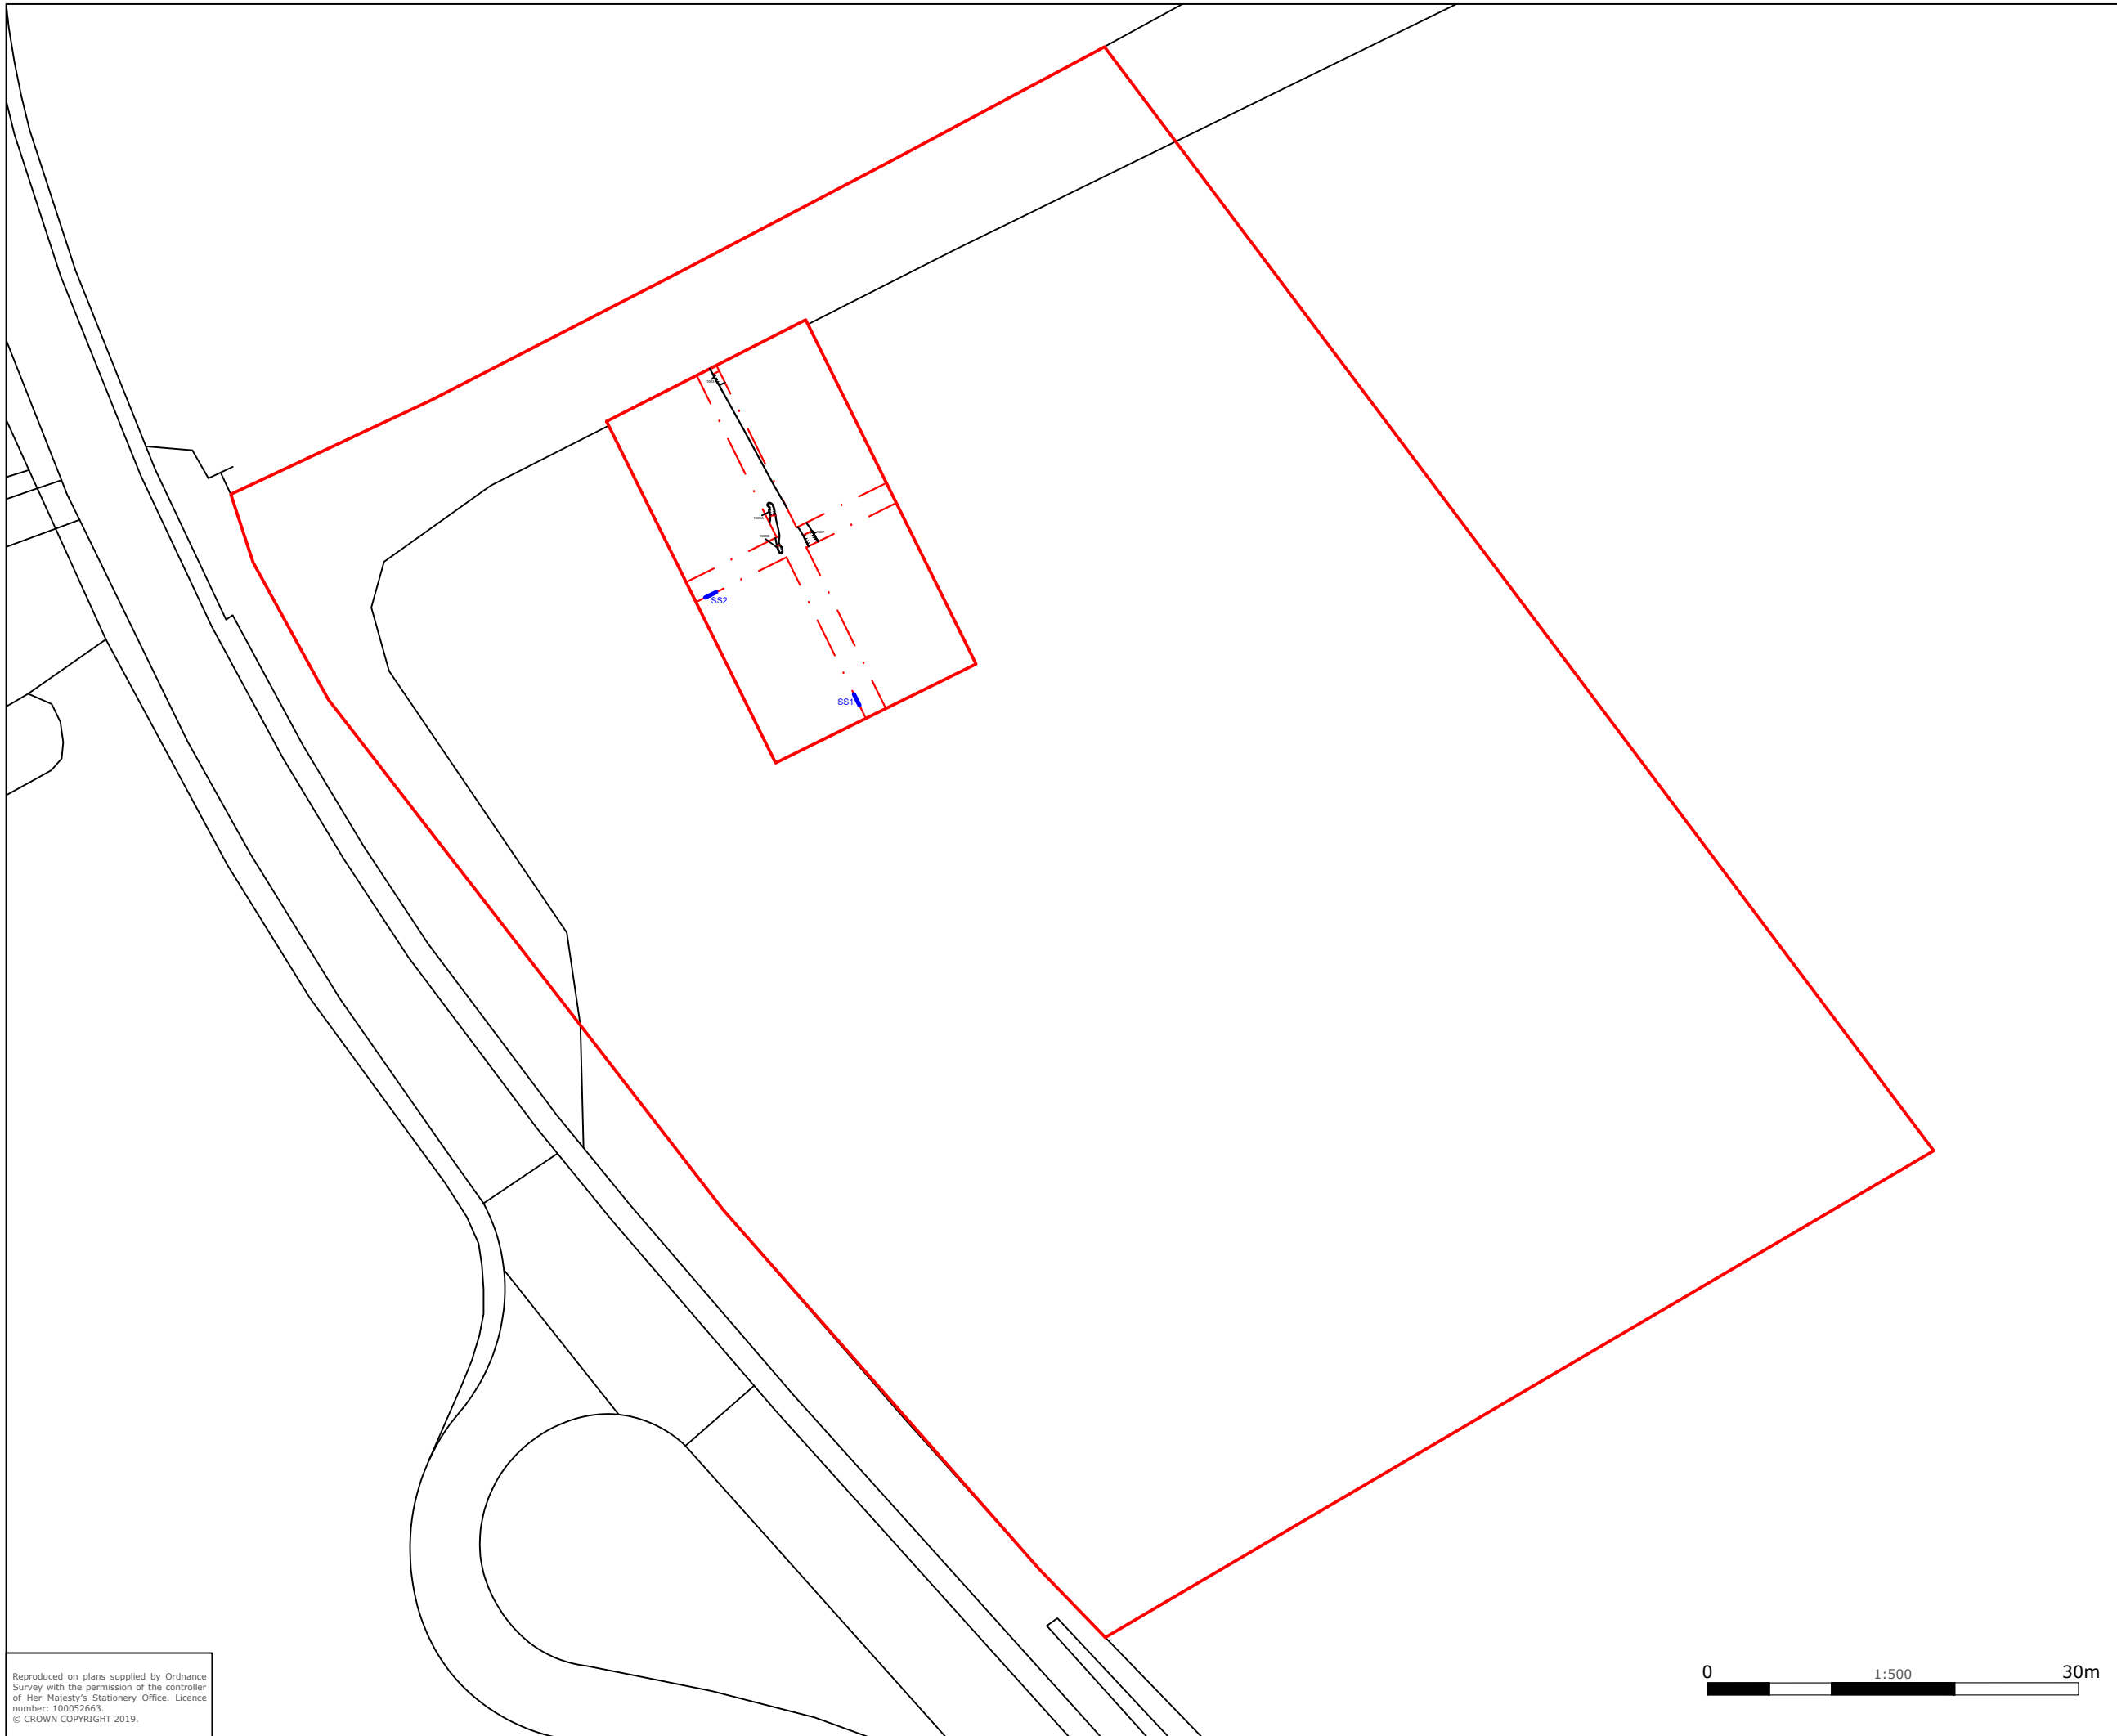 SS2
SS1
0 1:500 30m
Reproduced on plans supplied by Ordnance
Survey with the permission of the controller
of Her Majesty's Stationery Office. Licence
number: 100052663.
© CROWN COPYRIGHT 2019.